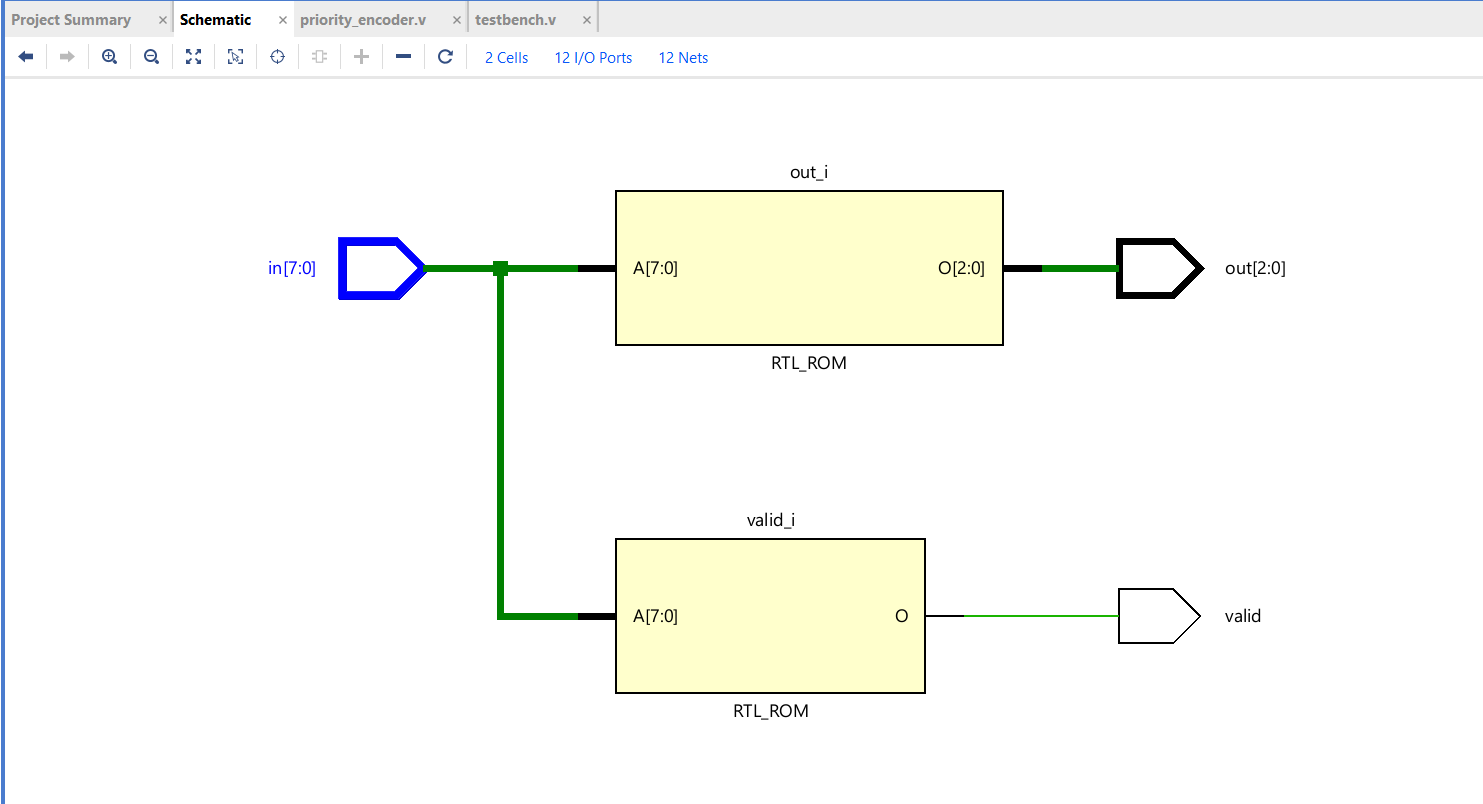 Project Summary × Schematic × priority_encoder.v × testbench.v ×
2 Cells 12 I/O Ports 12 Nets
out_i
in[7:0] A[7:0] O[2:0] out[2:0]
RTL_ROM
valid_i
A[7:0] O valid
RTL_ROM